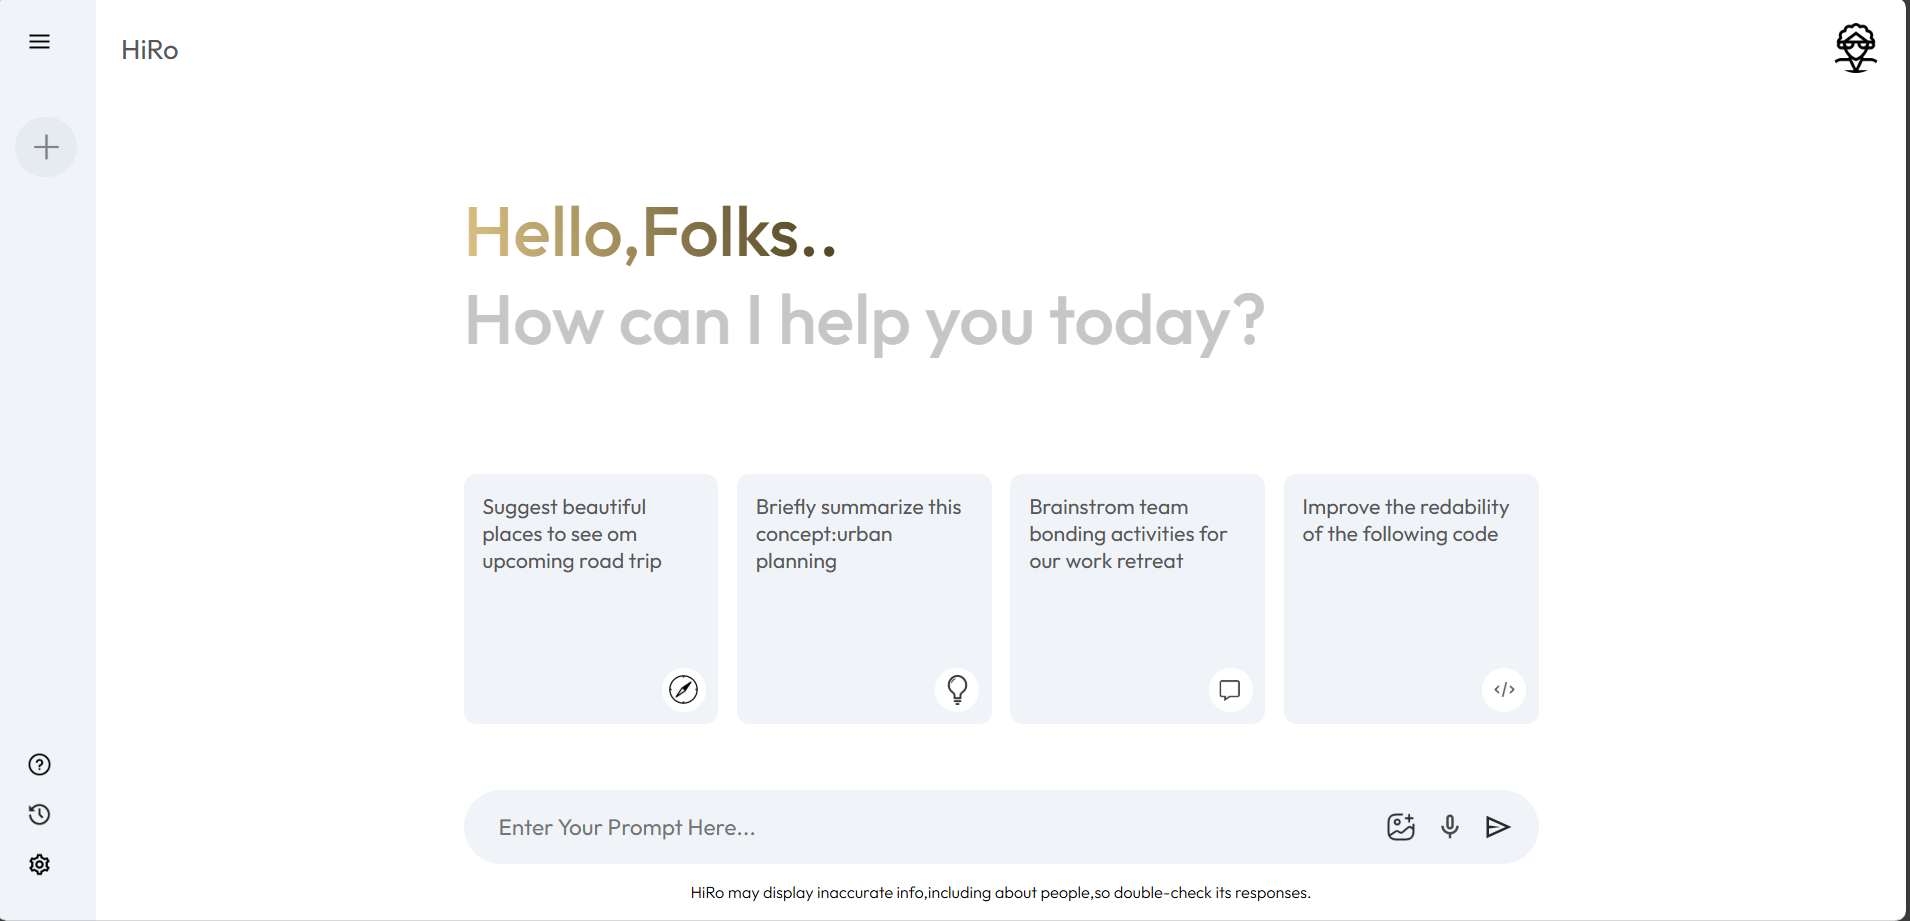 HiRo
Hello,Folks..
How can I help you today?
Suggest beautiful
places to see om
upcoming road trip
Briefly summarize this
concept:urban
planning
Brainstrom team
bonding activities for
our work retreat
Improve the redability
of the following code
Enter Your Prompt Here...
HiRo may display inaccurate info,including about people,so double-check its responses.